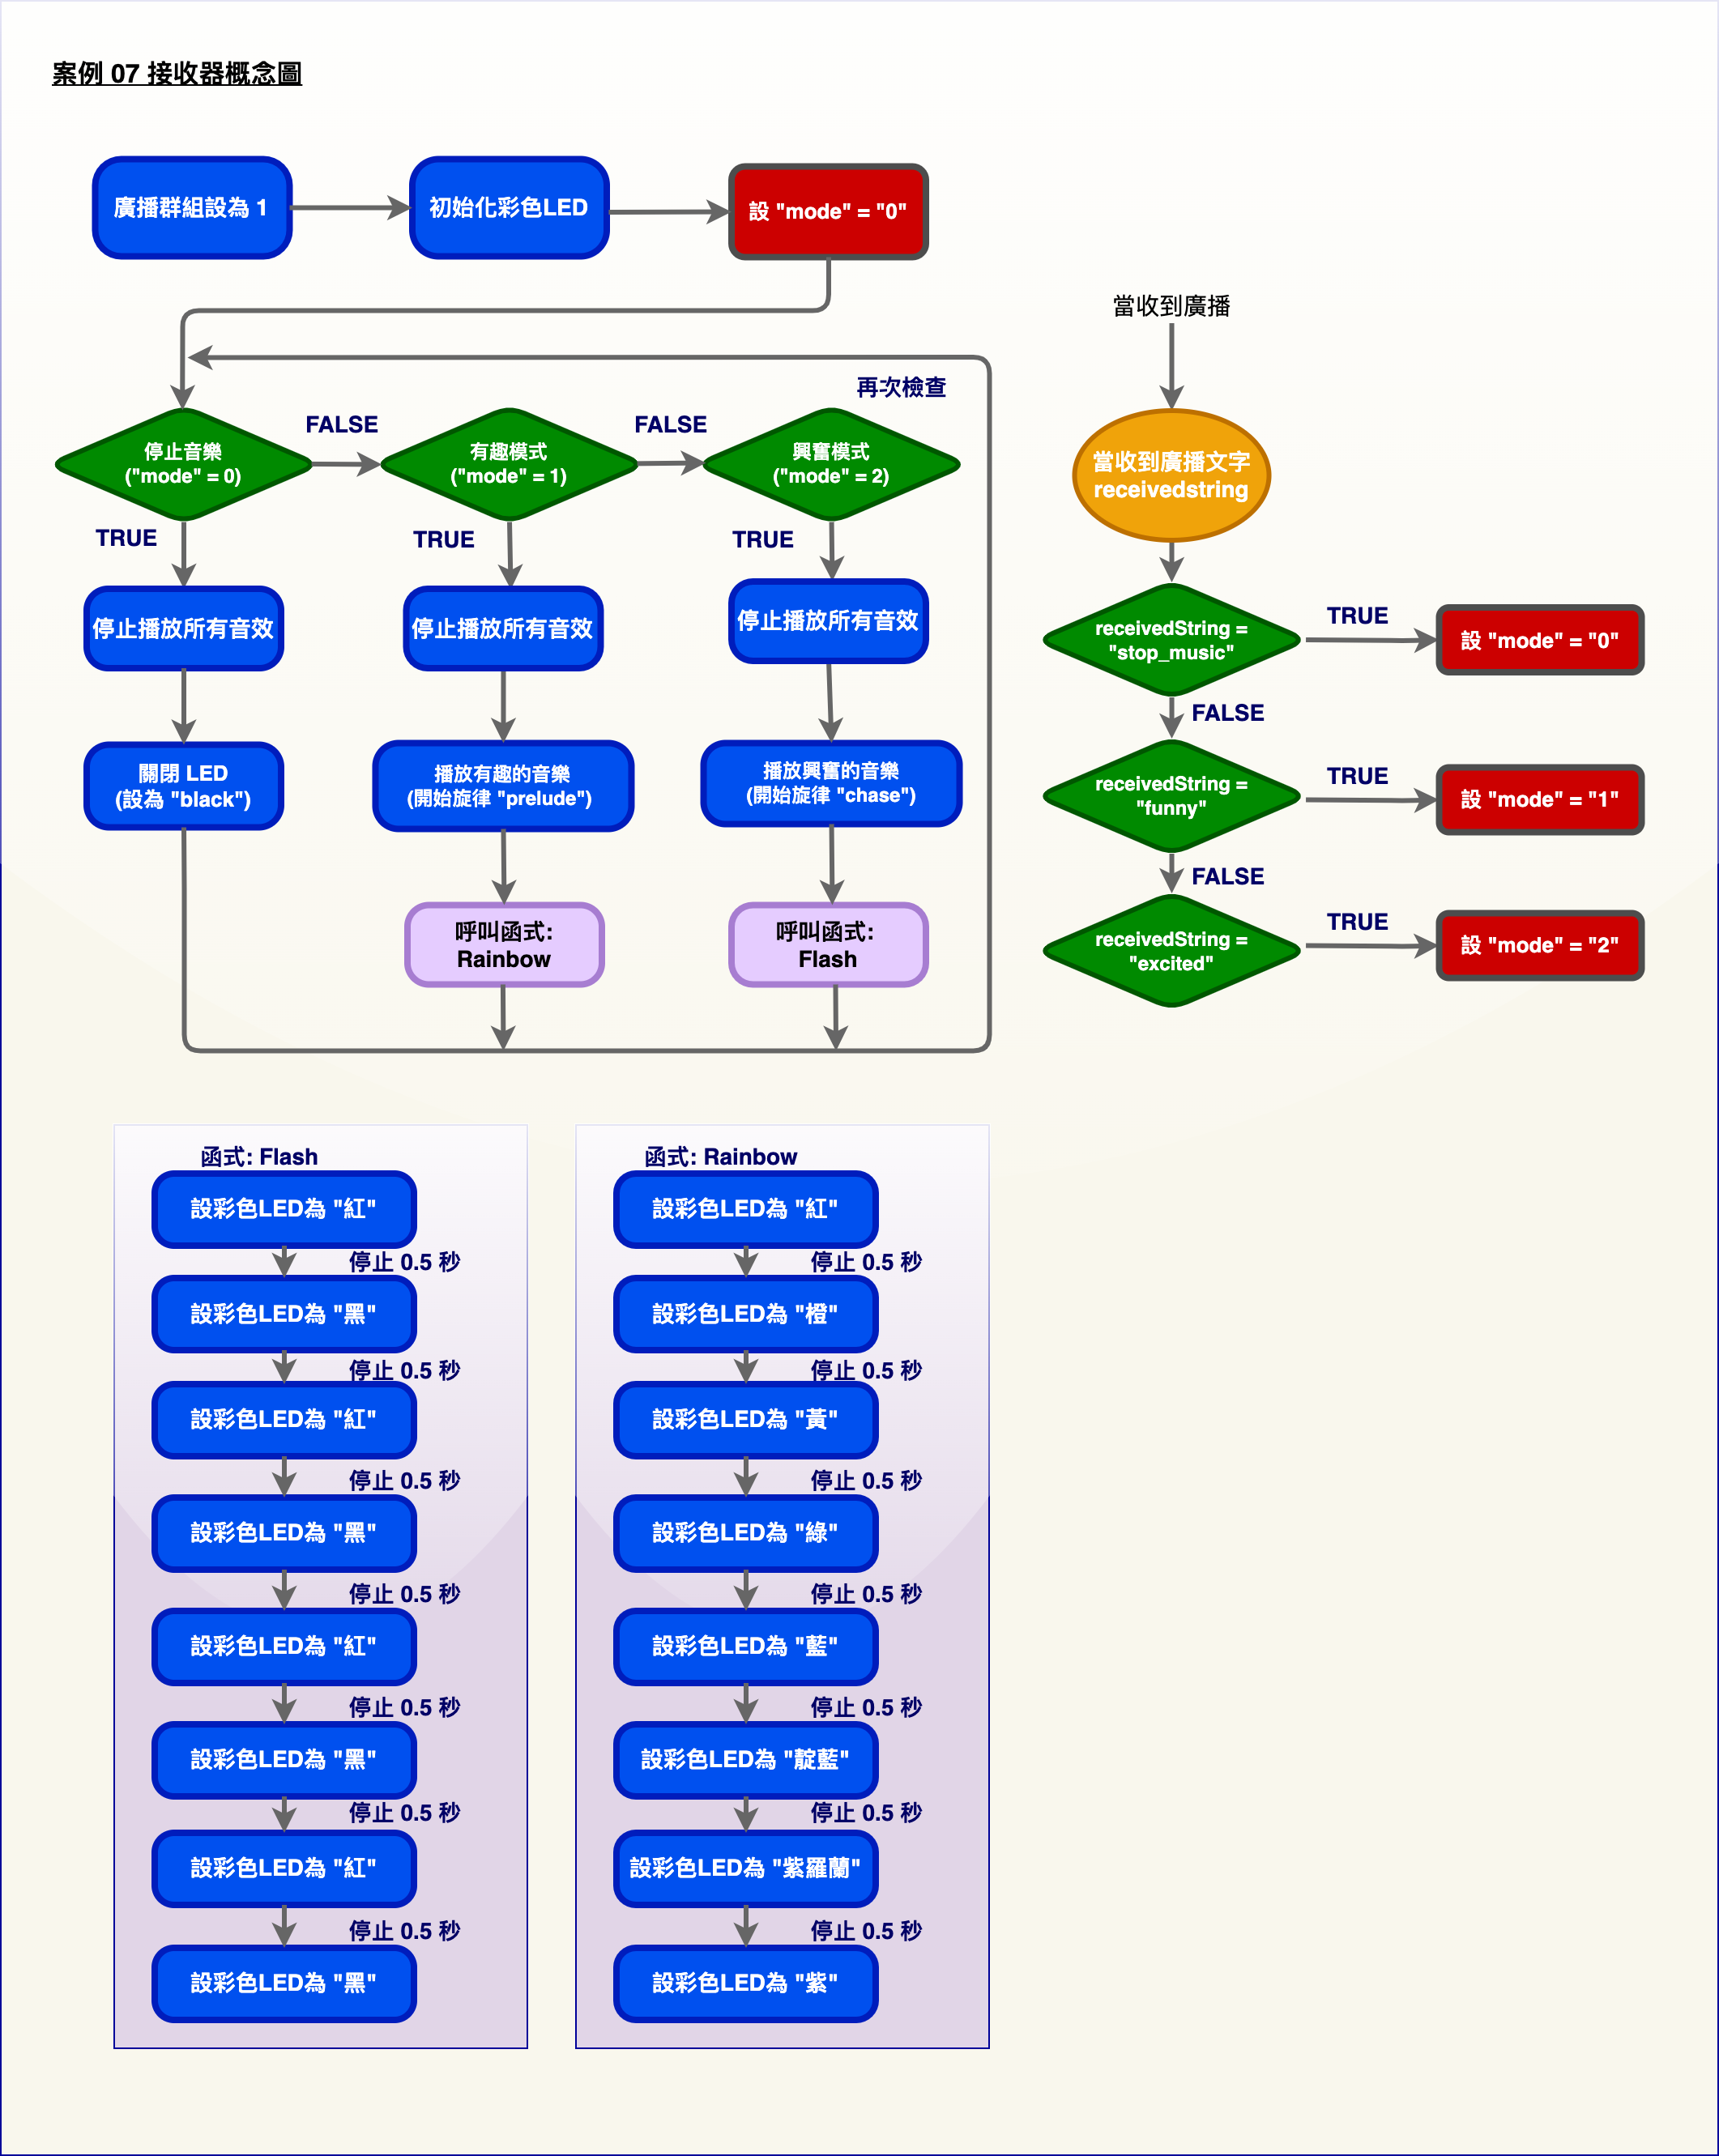 案例 07 接收器概念圖
廣播群組設為 1
初始化彩色LED
設 "mode" = "0"
再次檢查
停止音樂
("mode" = 0)
FALSE
有趣模式
("mode" = 1)
FALSE
興奮模式
("mode" = 2)
TRUE
TRUE
TRUE
停止播放所有音效
停止播放所有音效
停止播放所有音效
關閉 LED
(設為 "black")
播放有趣的音樂
(開始旋律 "prelude")
播放興奮的音樂
(開始旋律 "chase")
呼叫函式:
Rainbow
呼叫函式:
Flash
當收到廣播
當收到廣播文字
receivedstring
receivedString =
"stop_music"
TRUE
設 "mode" = "0"
FALSE
receivedString =
"funny"
TRUE
設 "mode" = "1"
FALSE
receivedString =
"excited"
TRUE
設 "mode" = "2"
函式: Flash
設彩色LED為 "紅"
停止 0.5 秒
設彩色LED為 "黑"
停止 0.5 秒
設彩色LED為 "紅"
停止 0.5 秒
設彩色LED為 "黑"
停止 0.5 秒
設彩色LED為 "紅"
停止 0.5 秒
設彩色LED為 "黑"
停止 0.5 秒
設彩色LED為 "紅"
停止 0.5 秒
設彩色LED為 "黑"
函式: Rainbow
設彩色LED為 "紅"
停止 0.5 秒
設彩色LED為 "橙"
停止 0.5 秒
設彩色LED為 "黃"
停止 0.5 秒
設彩色LED為 "綠"
停止 0.5 秒
設彩色LED為 "藍"
停止 0.5 秒
設彩色LED為 "靛藍"
停止 0.5 秒
設彩色LED為 "紫羅蘭"
停止 0.5 秒
設彩色LED為 "紫"